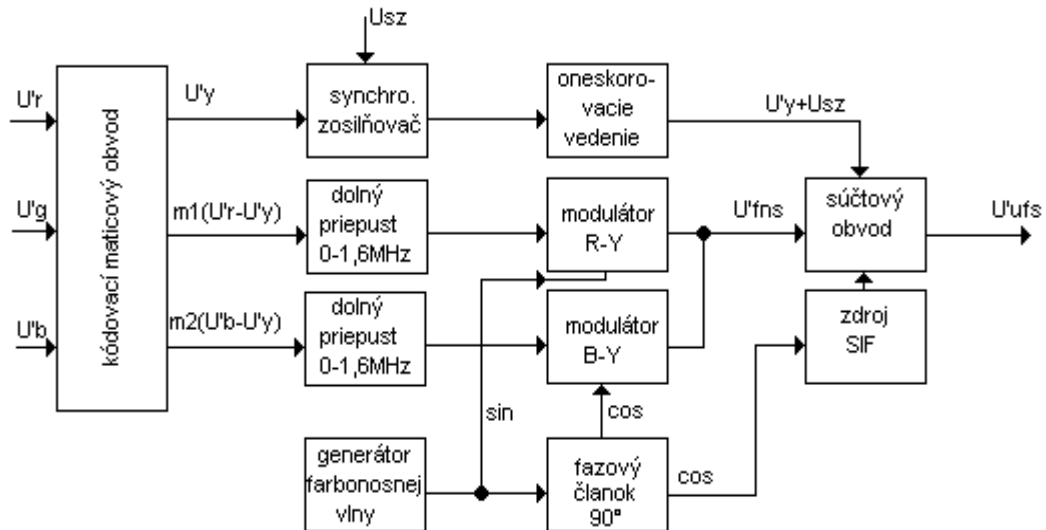 Usz
U'r
U'g
U'b
kódovací maticový obvod
U'y
m1(U'r-U'y)
m2(U'b-U'y)
synchro.
zosilňovač
oneskoro-
vacie
vedenie
U'y+Usz
dolný
priepust
0-1,6MHz
modulátor
R-Y
U'fns
súčtový
obvod
U'ufs
dolný
priepust
0-1,6MHz
modulátor
B-Y
zdroj
SIF
sin
cos
generátor
farbonosnej
vlny
fazový
članok
90°
cos